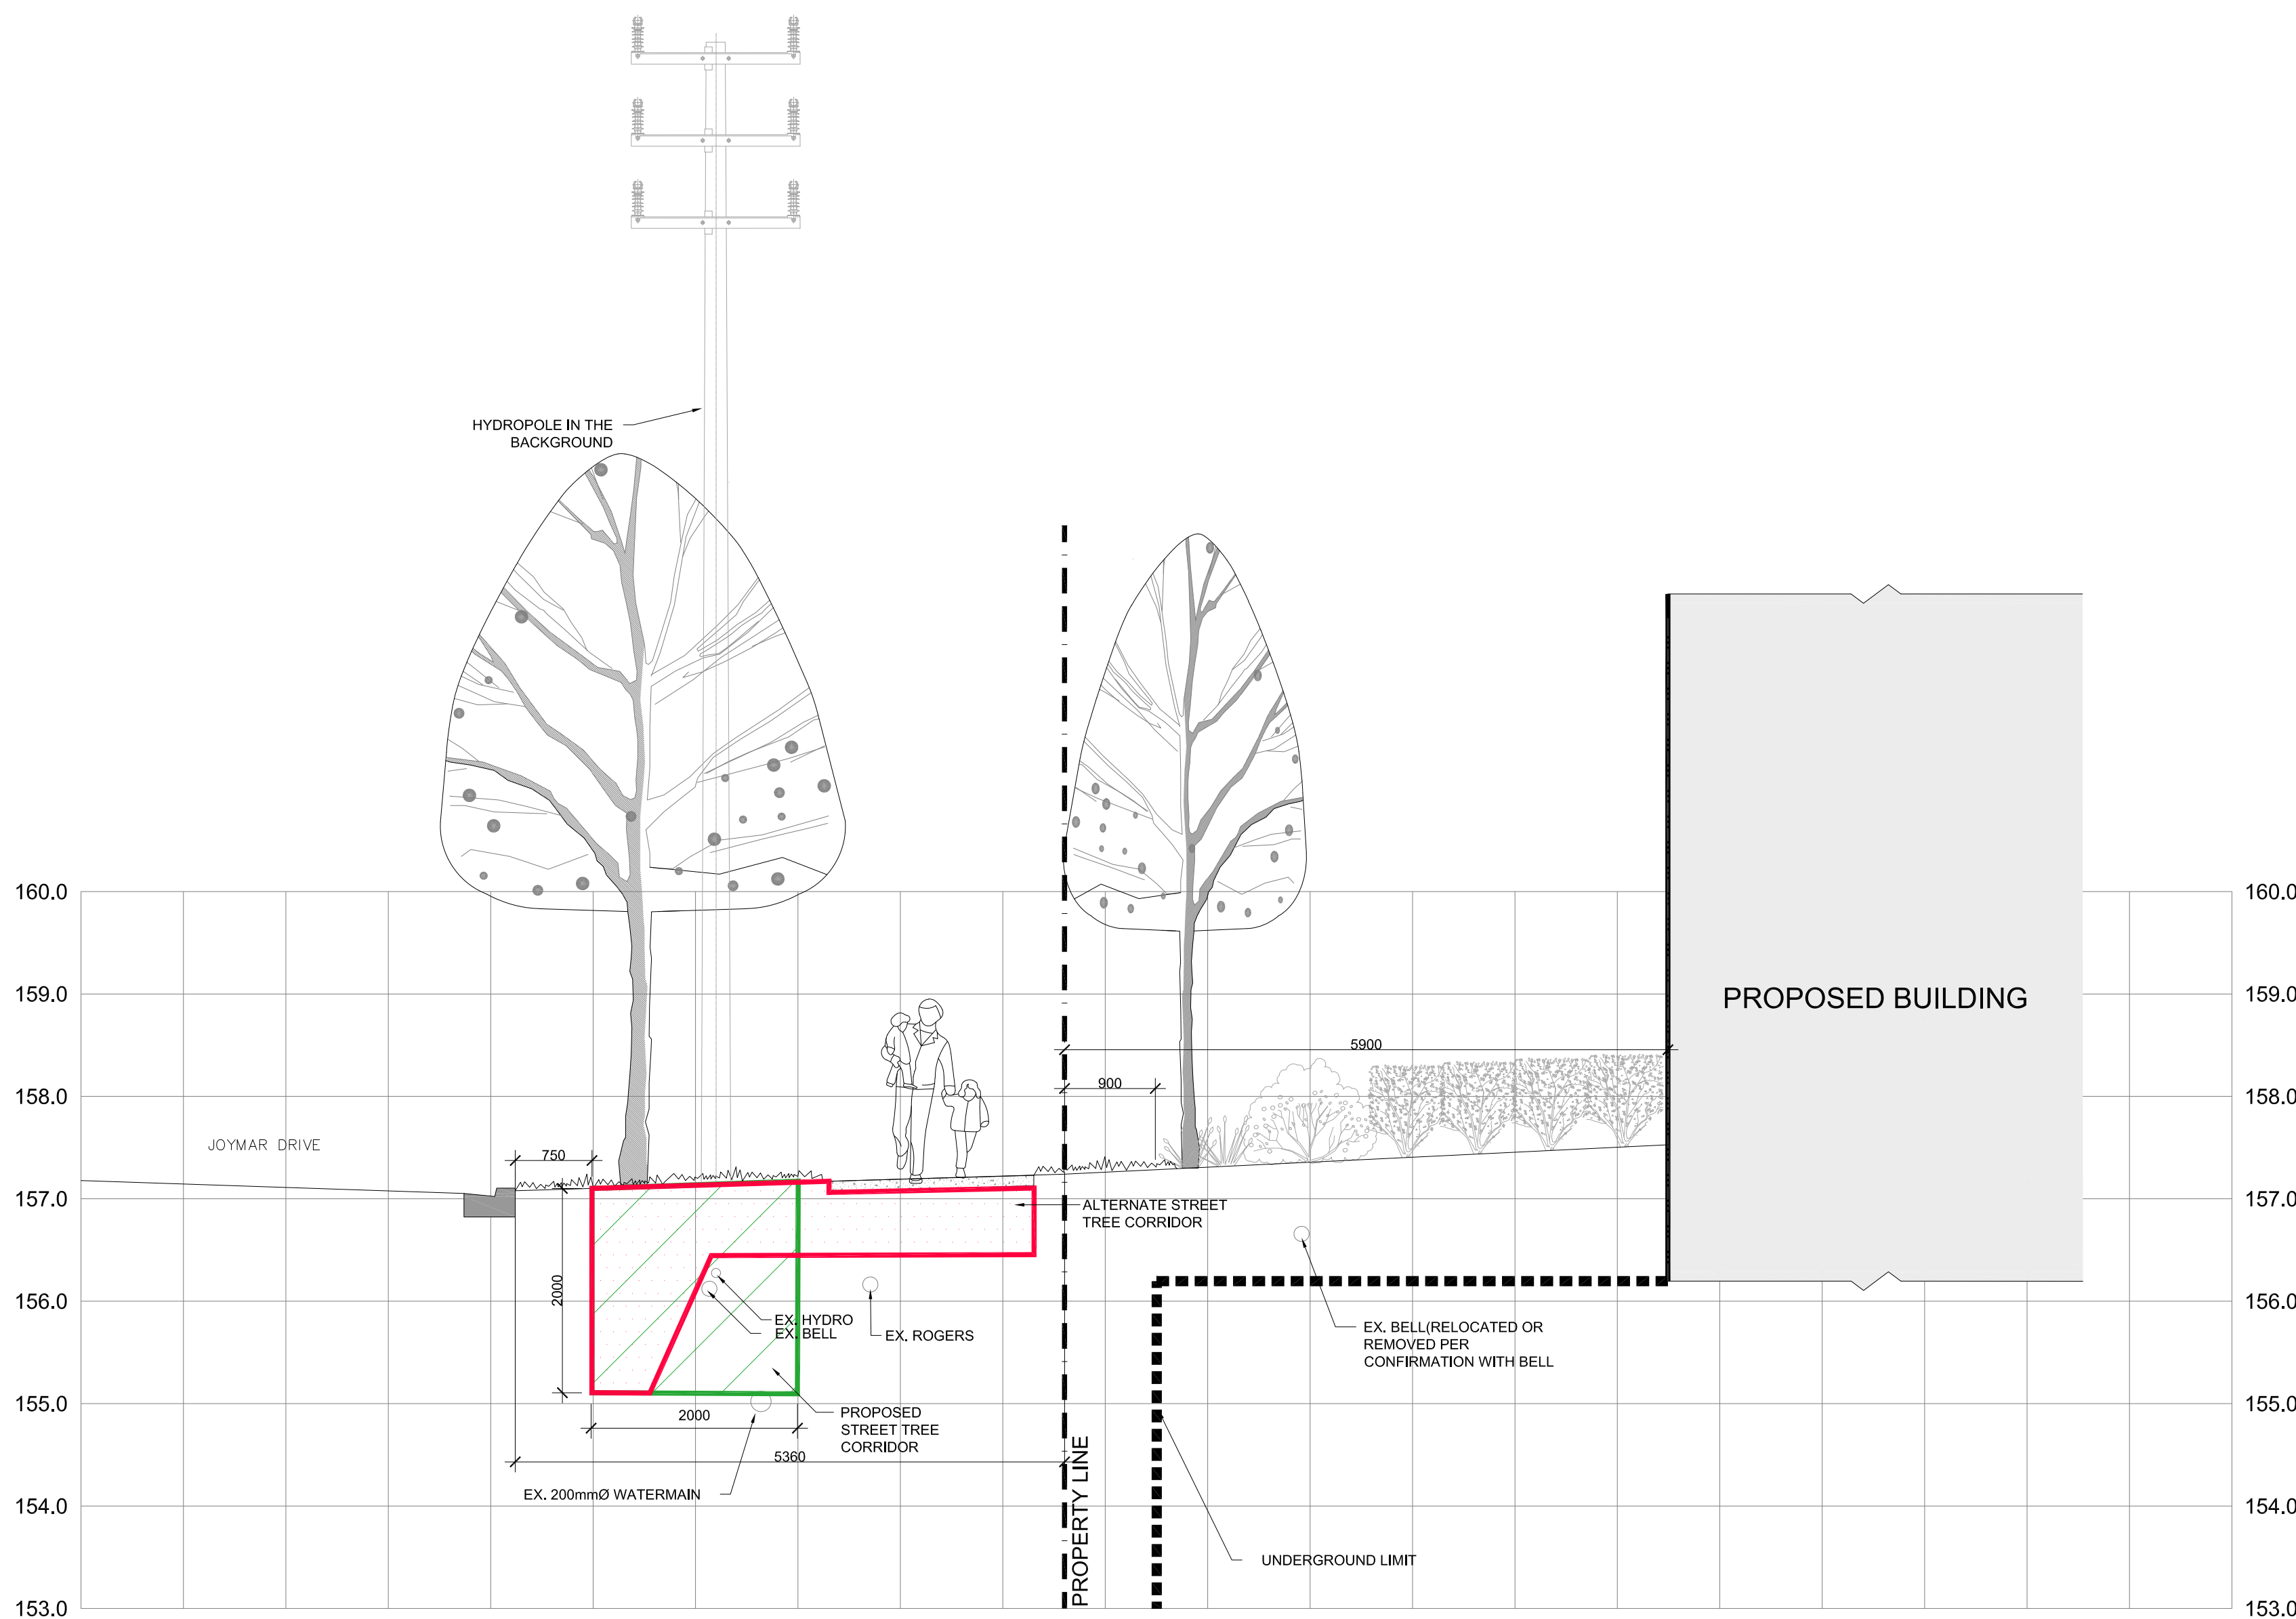 HYDROPOLE IN THE
BACKGROUND
160.0
160.0
159.0
159.0
PROPOSED BUILDING
5900
158.0
900
158.0
JOYMAR DRIVE
750
157.0
157.0
ALTERNATE STREET
TREE CORRIDOR
2000
156.0
156.0
EX. HYDRO
EX. BELL
EX. ROGERS
EX. BELL(RELOCATED OR
REMOVED PER
CONFIRMATION WITH BELL
155.0
155.0
2000
PROPOSED
STREET TREE
CORRIDOR
5360
PROPERTY LINE
EX. 200mmØ WATERMAIN
154.0
154.0
UNDERGROUND LIMIT
153.0
153.0